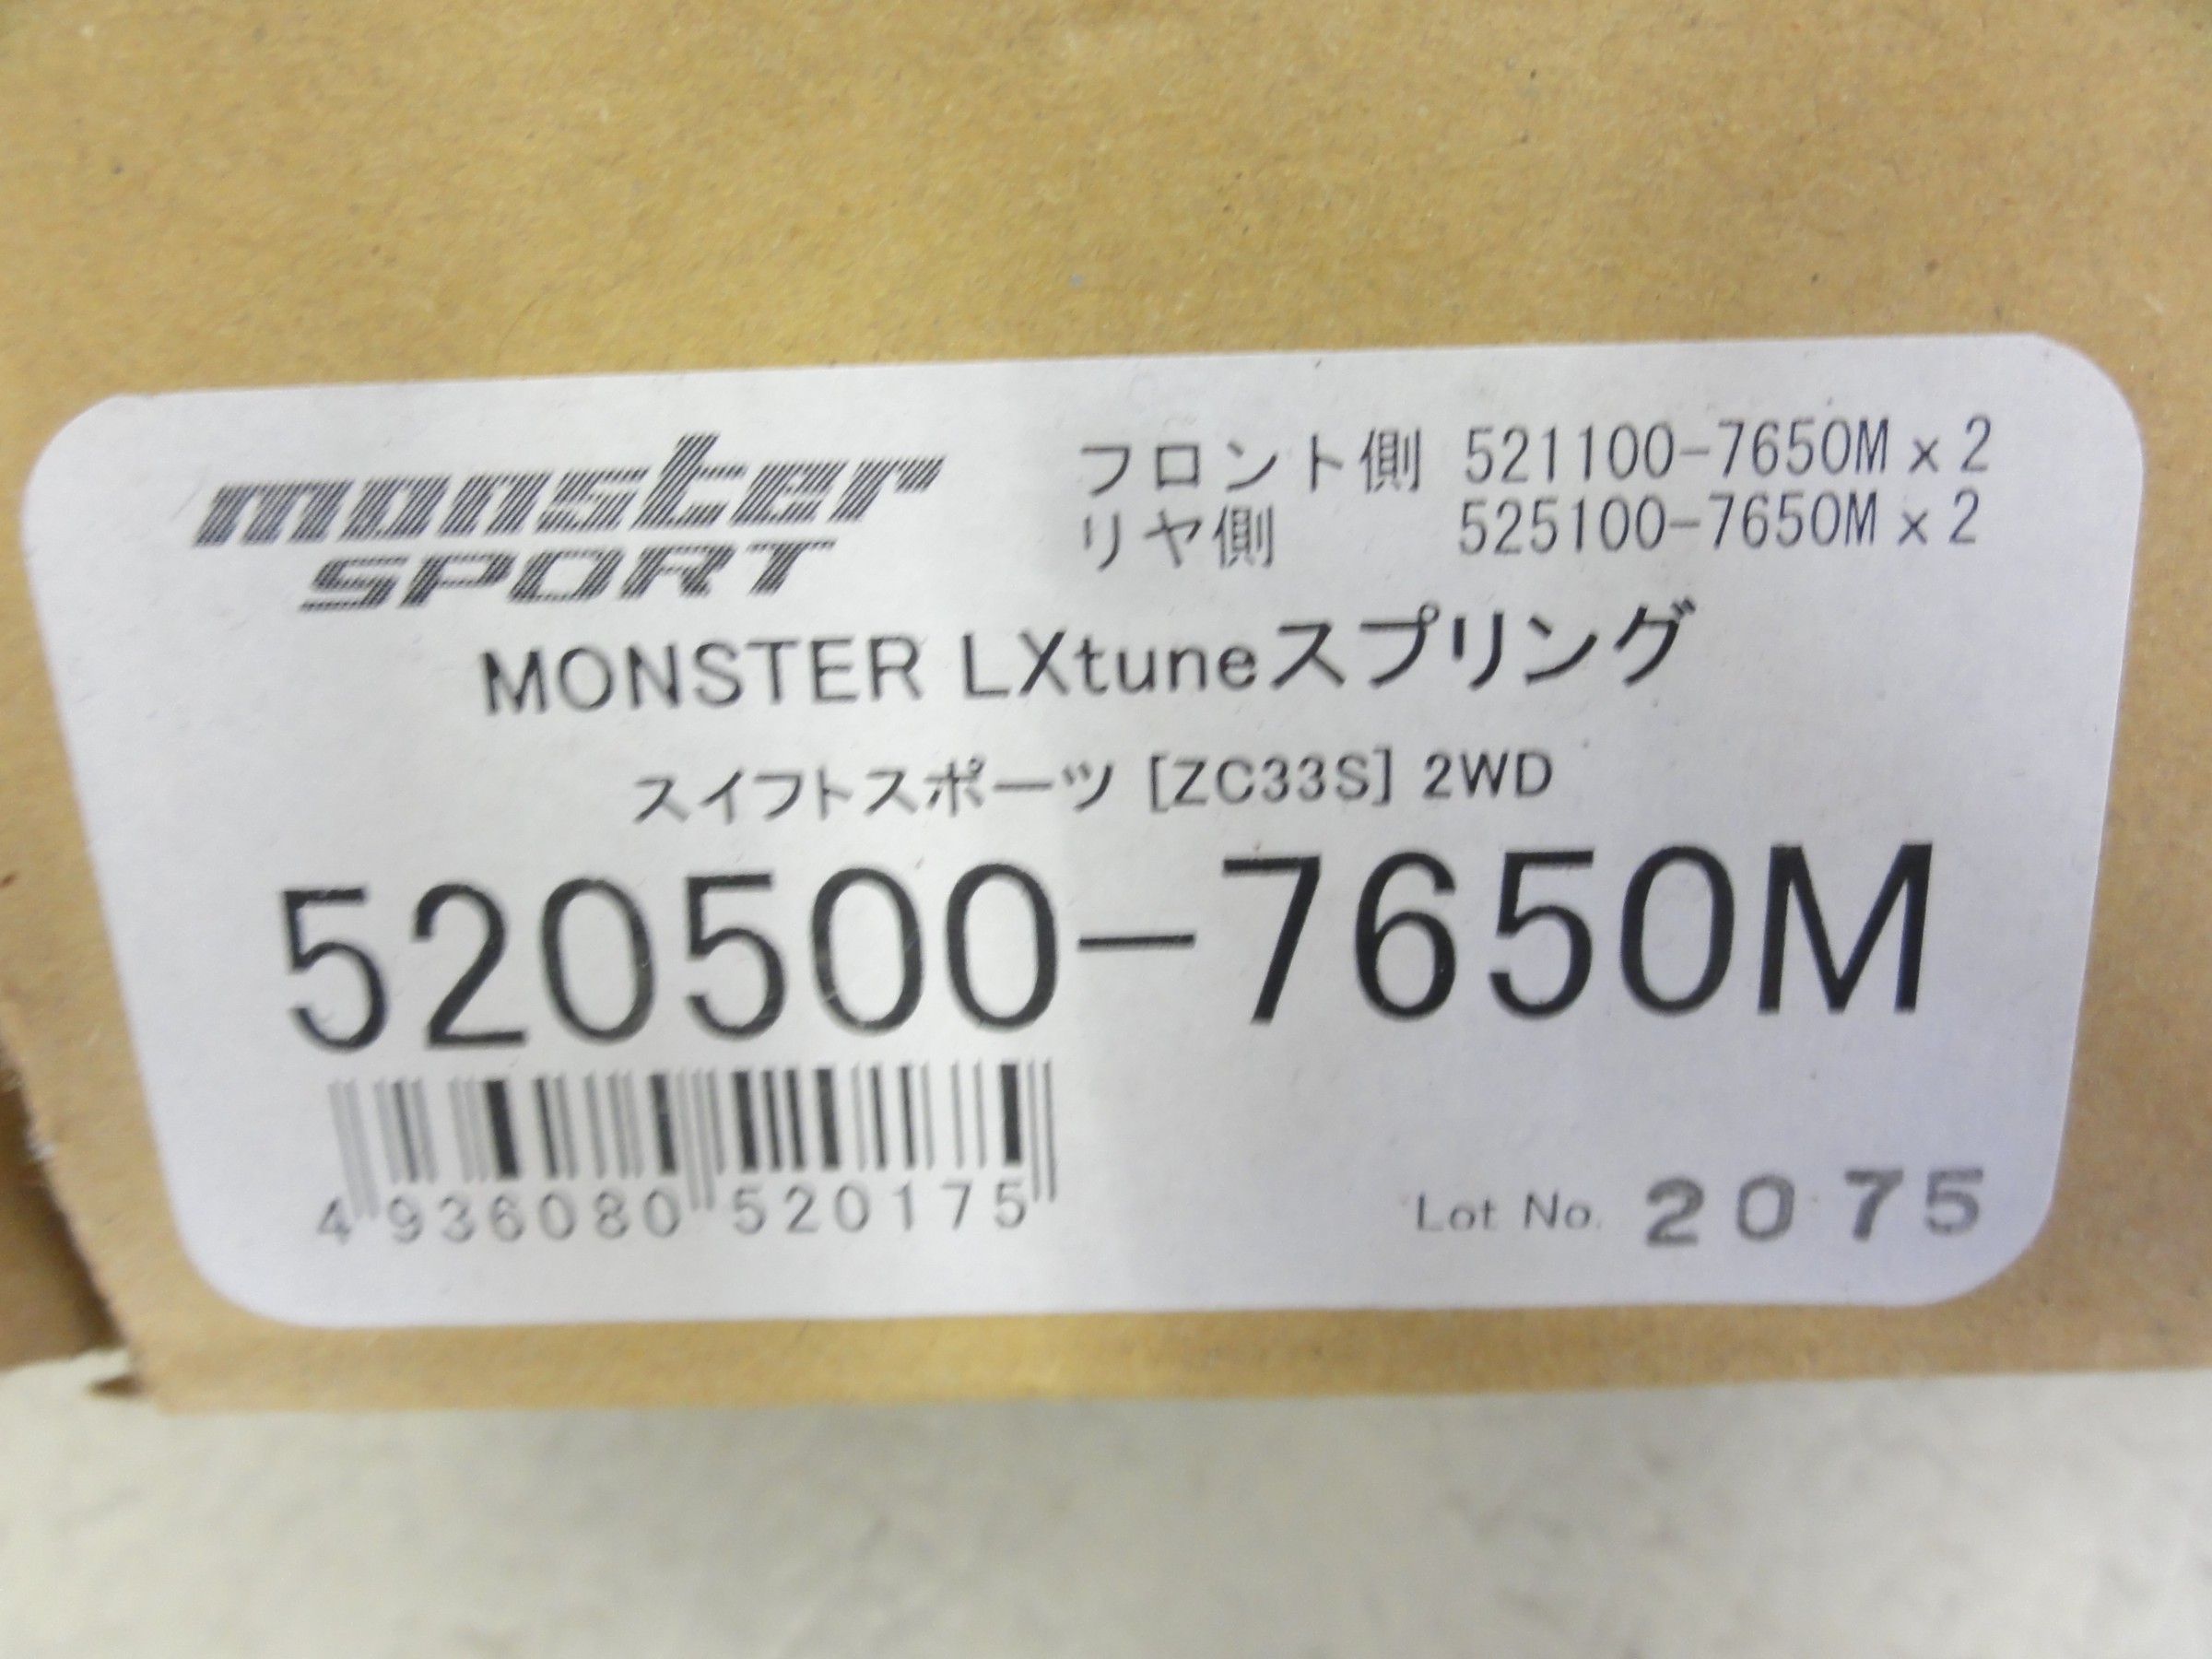 monster
SPORT
フロント側 521100-7650M x 2
リヤ側 525100-7650M x 2
MONSTER LXtuneスプリング
スイフトスポーツ [ZC33S] 2WD
520500-7650M
4 936080 520175
Lot No. 2075